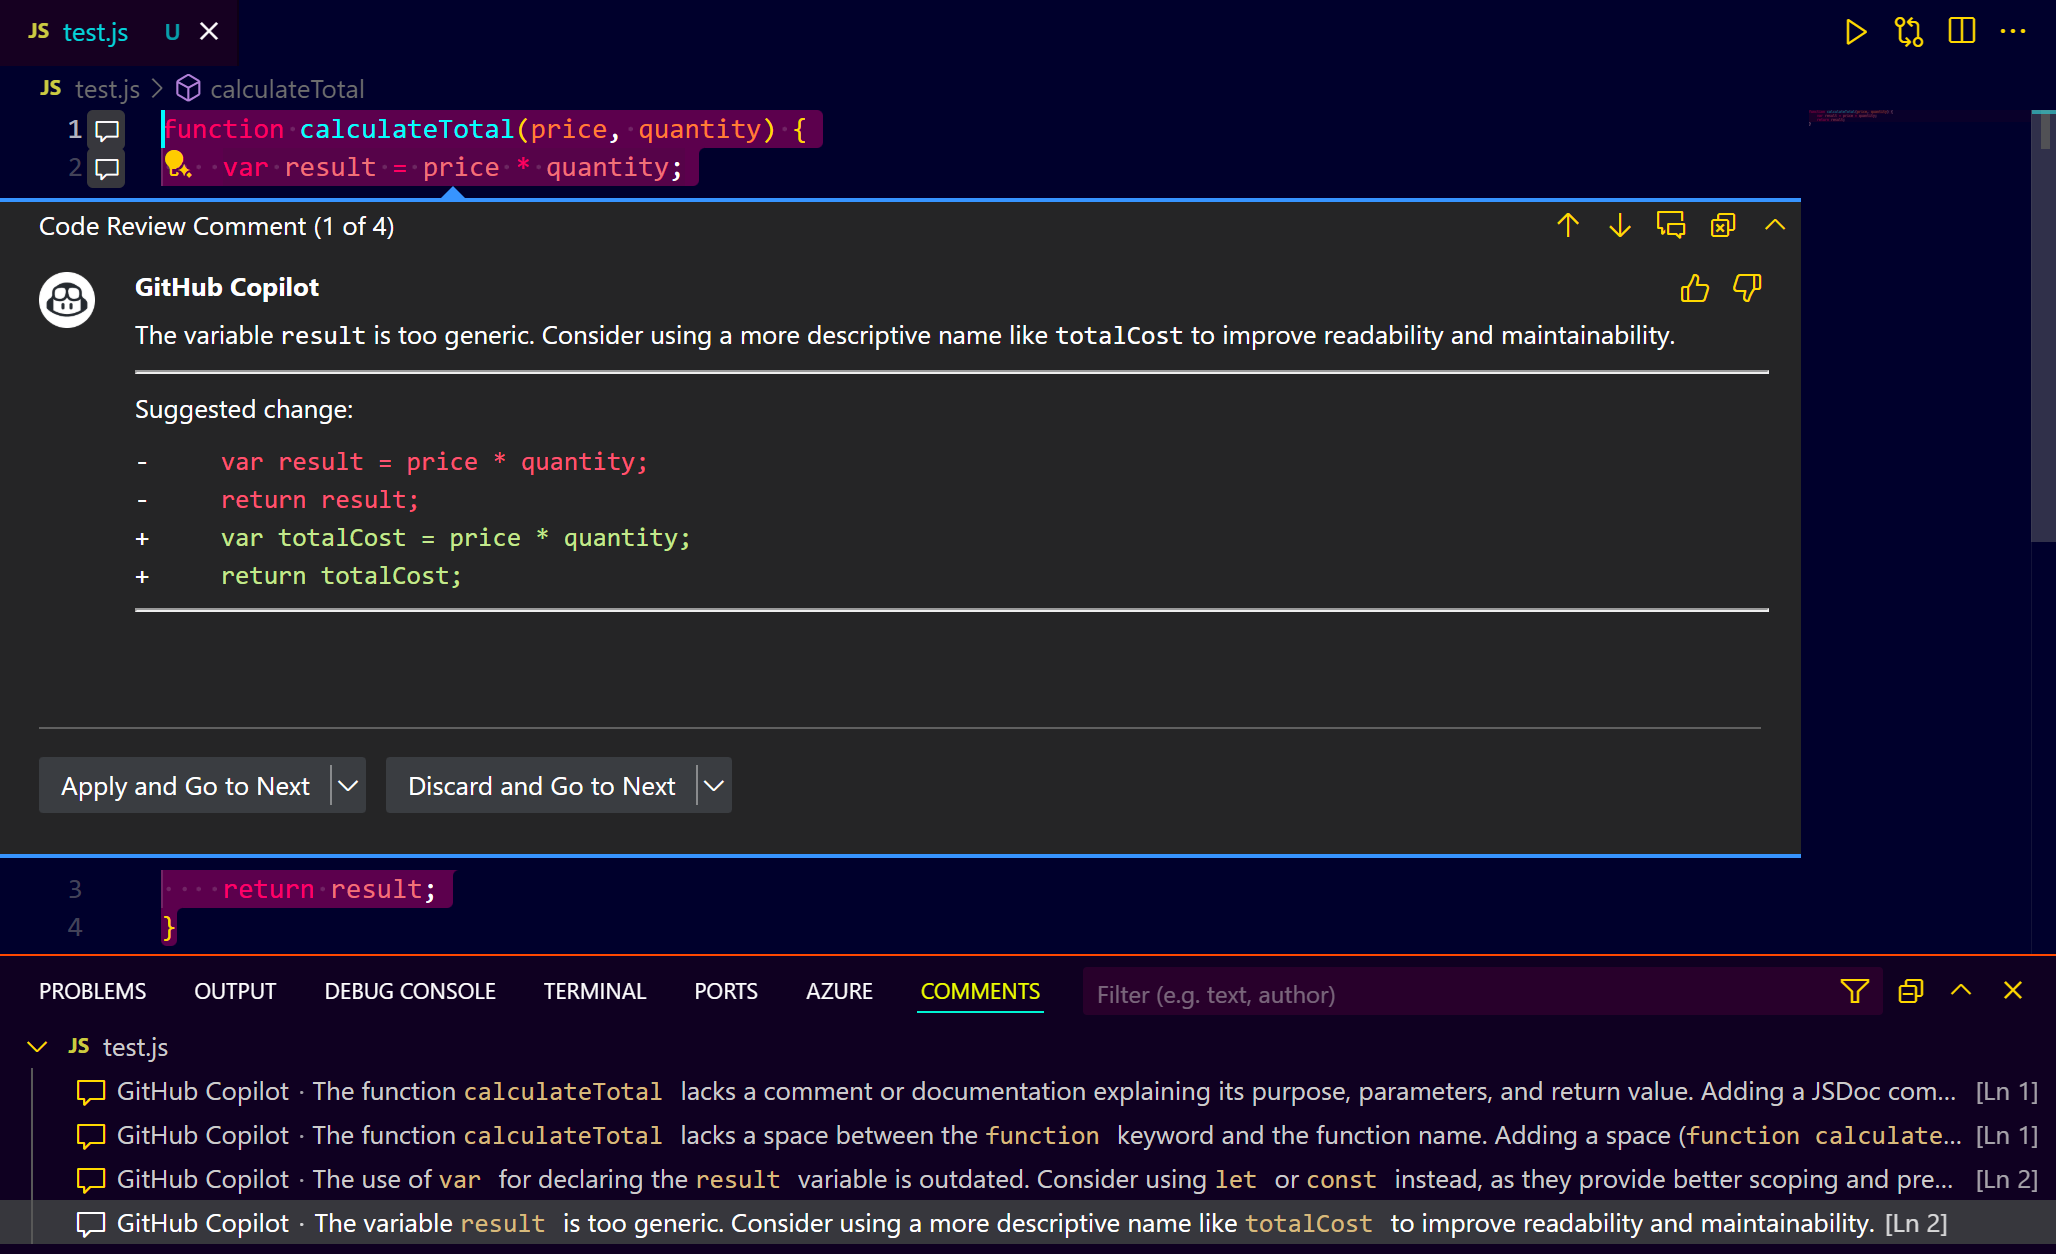 JS test.js U
JS test.js > calculateTotal
1 function calculateTotal(price, quantity) {
2 var result = price * quantity;
Code Review Comment (1 of 4)
GitHub Copilot
The variable result is too generic. Consider using a more descriptive name like totalCost to improve readability and maintainability.
Suggested change:
- var result = price * quantity;
- return result;
+ var totalCost = price * quantity;
+ return totalCost;
Apply and Go to Next
Discard and Go to Next
3 return result;
4 }
PROBLEMS OUTPUT DEBUG CONSOLE TERMINAL PORTS AZURE COMMENTS Filter (e.g. text, author)
JS test.js
GitHub Copilot · The function calculateTotal lacks a comment or documentation explaining its purpose, parameters, and return value. Adding a JSDoc com... [Ln 1]
GitHub Copilot · The function calculateTotal lacks a space between the function keyword and the function name. Adding a space (function calculate... [Ln 1]
GitHub Copilot · The use of var for declaring the result variable is outdated. Consider using let or const instead, as they provide better scoping and pre... [Ln 2]
GitHub Copilot · The variable result is too generic. Consider using a more descriptive name like totalCost to improve readability and maintainability. [Ln 2]